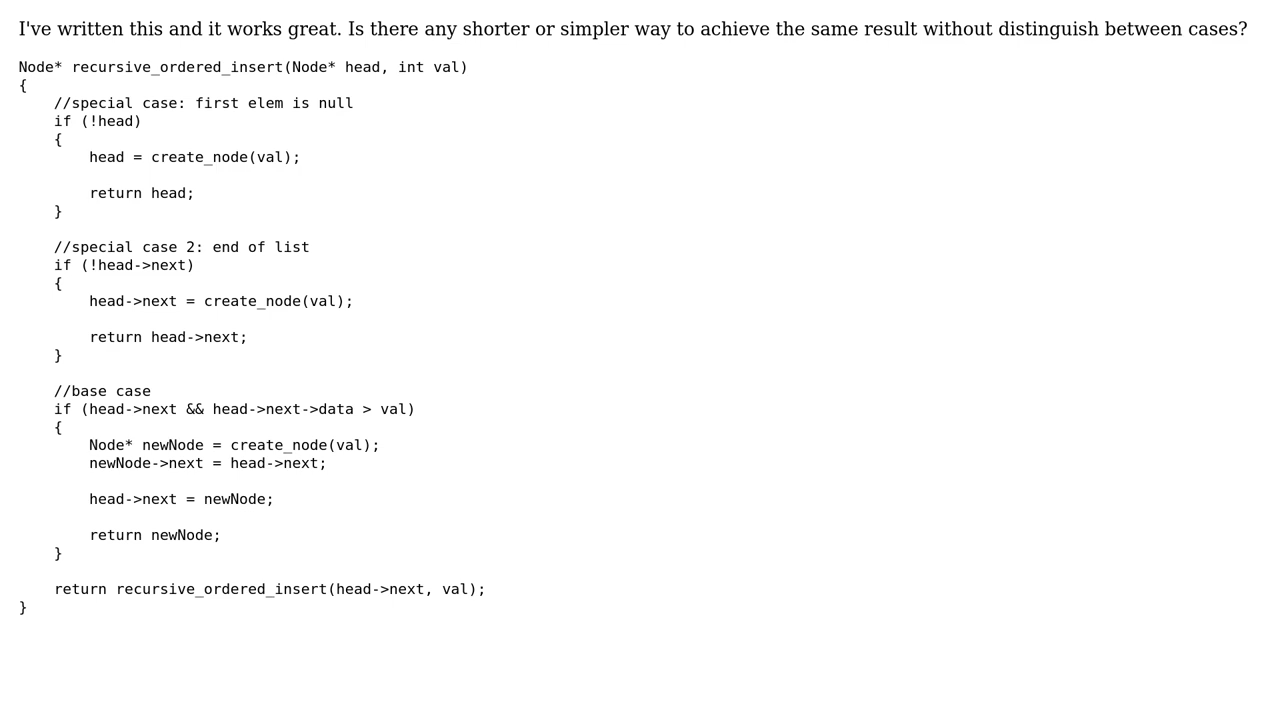 I've written this and it works great. Is there any shorter or simpler way to achieve the same result without distinguish between cases?
Node* recursive_ordered_insert(Node* head, int val)
{
    //special case: first elem is null
    if (!head)
    {
        head = create_node(val);

        return head;
    }

    //special case 2: end of list
    if (!head->next)
    {
        head->next = create_node(val);

        return head->next;
    }

    //base case
    if (head->next && head->next->data > val)
    {
        Node* newNode = create_node(val);
        newNode->next = head->next;

        head->next = newNode;

        return newNode;
    }

    return recursive_ordered_insert(head->next, val);
}